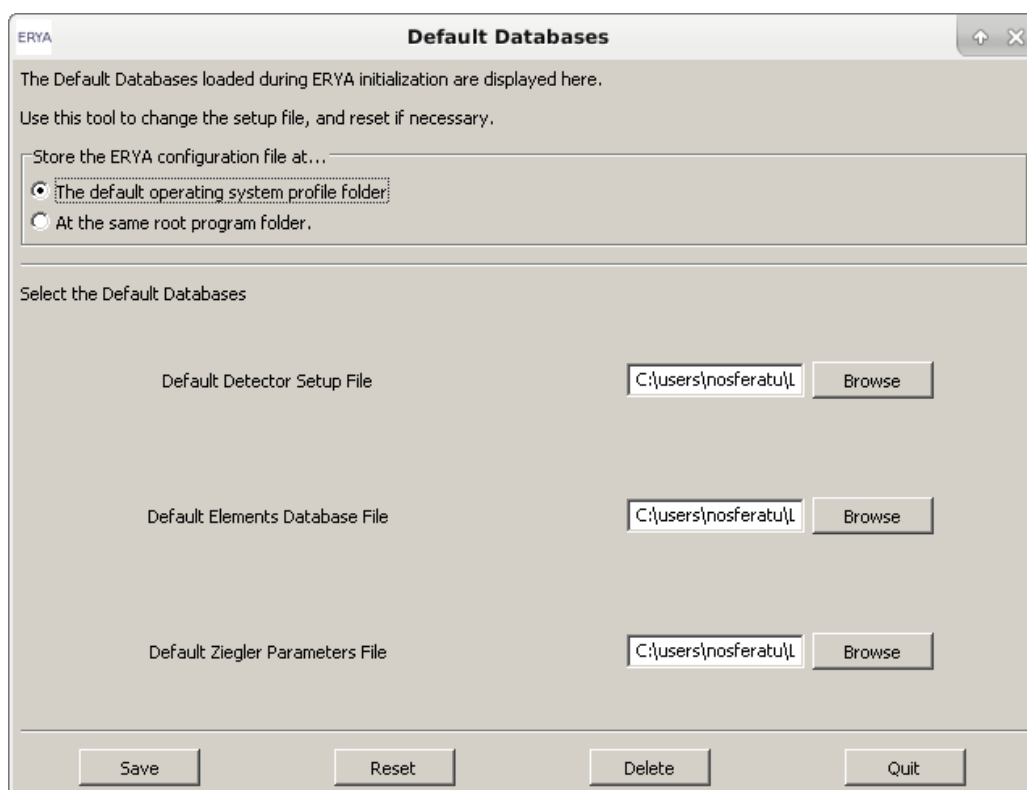 ERYA
Default Databases
The Default Databases loaded during ERYA initialization are displayed here.
Use this tool to change the setup file, and reset if necessary.
Store the ERYA configuration file at...
The default operating system profile folder
At the same root program folder.
Select the Default Databases
Default Detector Setup File C:\users\nosferatu\L Browse
Default Elements Database File C:\users\nosferatu\L Browse
Default Ziegler Parameters File C:\users\nosferatu\L Browse
Save Reset Delete Quit